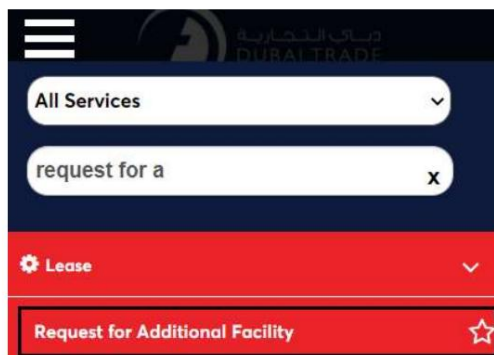 دبي التجارية
DUBAI TRADE
All Services
request for a
x
Lease
Request for Additional Facility